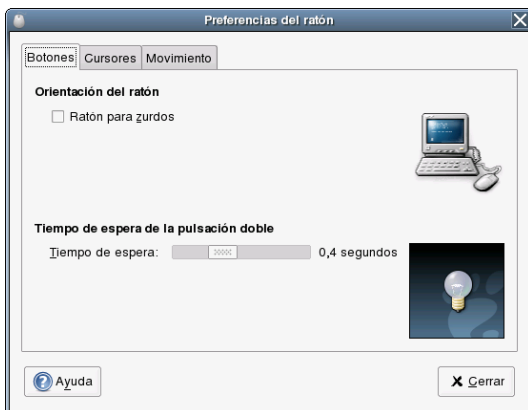 Preferencias del ratón
Botones Cursores Movimiento
Orientación del ratón
Ratón para zurdos
Tiempo de espera de la pulsación doble
Tiempo de espera: 0,4 segundos
Ayuda Cerrar